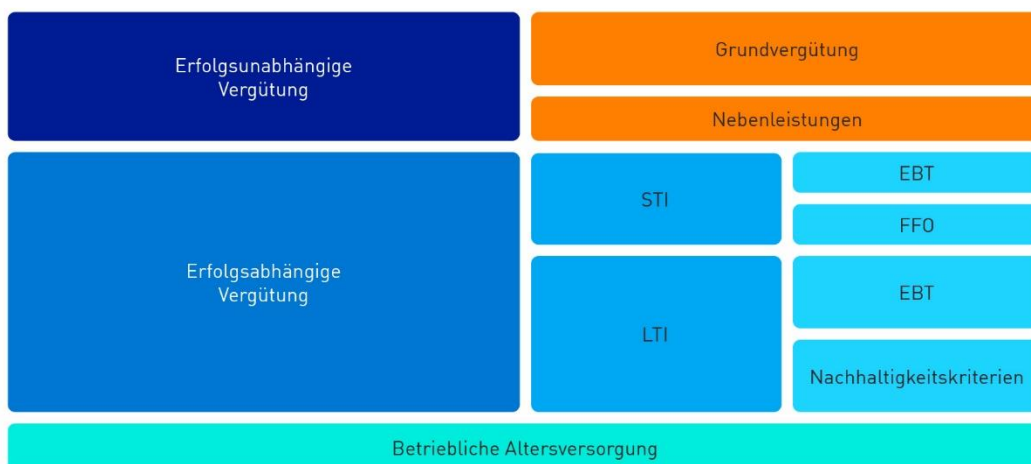 Erfolgsunabhängige
Vergütung
Grundvergütung
Nebenleistungen
Erfolgsabhängige
Vergütung
STI
EBT
FFO
LTI
EBT
Nachhaltigkeitskriterien
Betriebliche Altersversorgung